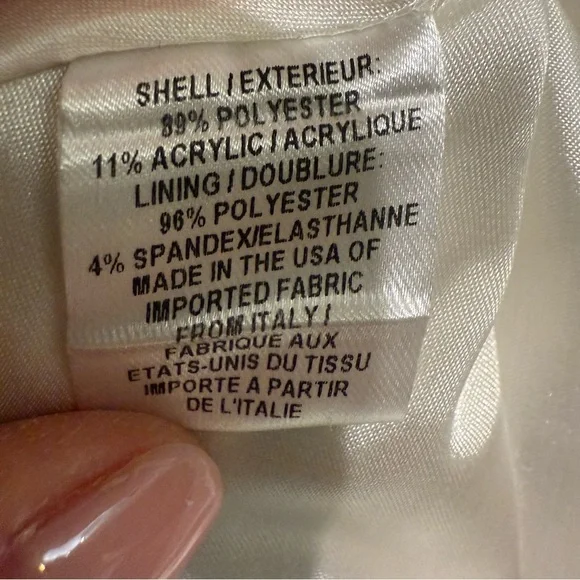 SHELL / EXTERIEUR:
89% POLYESTER
11% ACRYLIC / ACRYLIQUE
LINING / DOUBLURE:
96% POLYESTER
4% SPANDEX/ELASTHANNE
MADE IN THE USA OF
IMPORTED FABRIC
FROM ITALY /
FABRIQUE AUX
ETATS-UNIS DU TISSU
IMPORTE A PARTIR
DE L'ITALIE